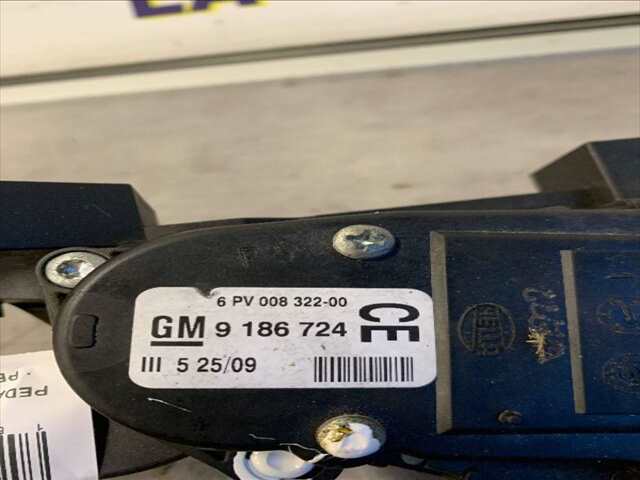 6 PV 008 322-00
GM 9 186 724 CE
III 5 25/09
HELLA
PEDA